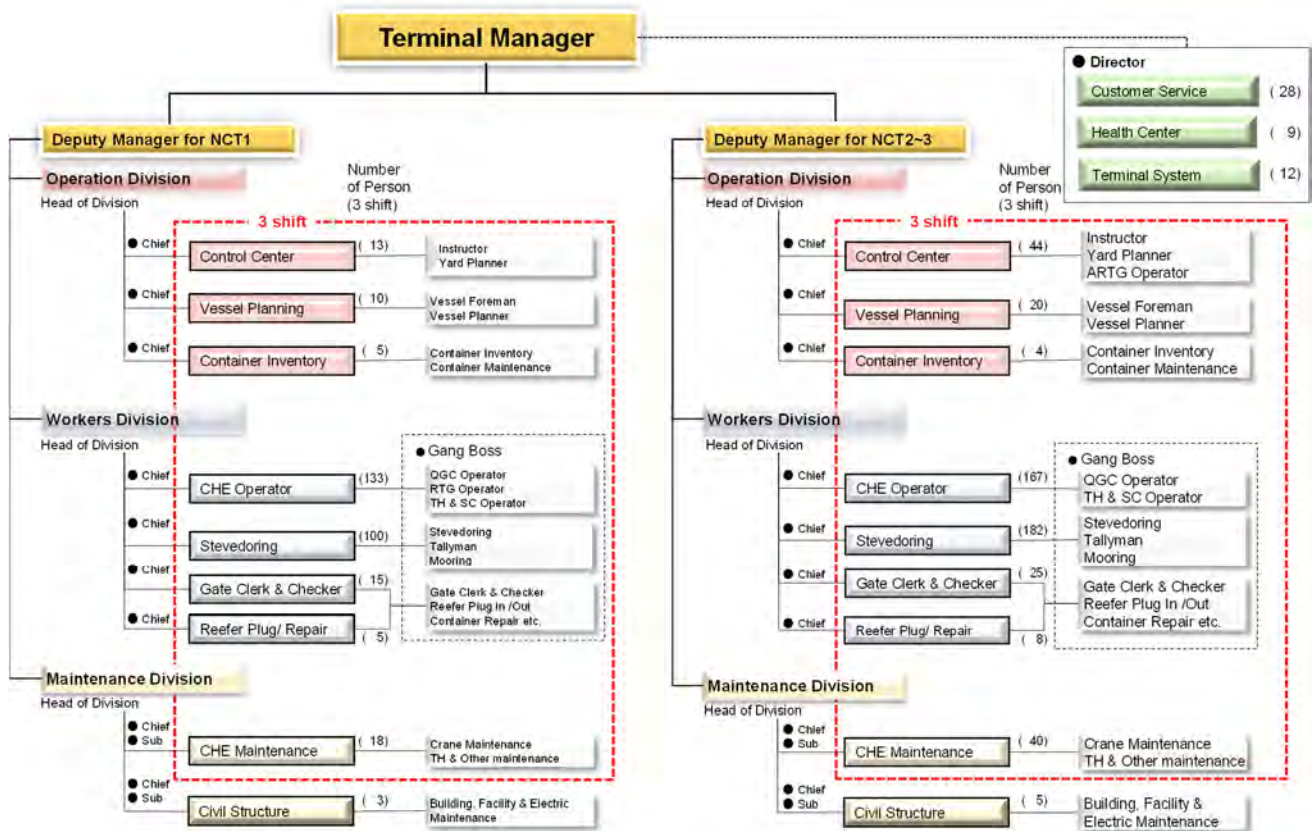 Terminal Manager
● Director
Customer Service ( 28)
Health Center ( 9)
Terminal System ( 12)
Deputy Manager for NCT1
Operation Division
Head of Division
Number
of Person
(3 shift)
3 shift
● Chief
Control Center ( 13)
Instructor
Yard Planner
● Chief
Vessel Planning ( 10)
Vessel Foreman
Vessel Planner
● Chief
Container Inventory ( 5)
Container Inventory
Container Maintenance
Workers Division
Head of Division
● Gang Boss
● Chief
CHE Operator (133)
QGC Operator
RTG Operator
TH & SC Operator
● Chief
Stevedoring (100)
Stevedoring
Tallyman
Mooring
● Chief
Gate Clerk & Checker ( 15)
● Chief
Reefer Plug/ Repair ( 5)
Gate Clerk & Checker
Reefer Plug In /Out
Container Repair etc.
Maintenance Division
Head of Division
● Chief
● Sub
CHE Maintenance ( 18)
Crane Maintenance
TH & Other maintenance
● Chief
● Sub
Civil Structure ( 3)
Building, Facility & Electric
Maintenance
Deputy Manager for NCT2~3
Operation Division
Head of Division
Number
of Person
(3 shift)
3 shift
● Chief
Control Center ( 44)
Instructor
Yard Planner
ARTG Operator
● Chief
Vessel Planning ( 20)
Vessel Foreman
Vessel Planner
● Chief
Container Inventory ( 4)
Container Inventory
Container Maintenance
Workers Division
Head of Division
● Gang Boss
● Chief
CHE Operator (167)
QGC Operator
TH & SC Operator
● Chief
Stevedoring (182)
Stevedoring
Tallyman
Mooring
● Chief
Gate Clerk & Checker ( 25)
● Chief
Reefer Plug/ Repair ( 8)
Gate Clerk & Checker
Reefer Plug In /Out
Container Repair etc.
Maintenance Division
Head of Division
● Chief
● Sub
CHE Maintenance ( 40)
Crane Maintenance
TH & Other maintenance
● Chief
● Sub
Civil Structure ( 5)
Building, Facility &
Electric Maintenance